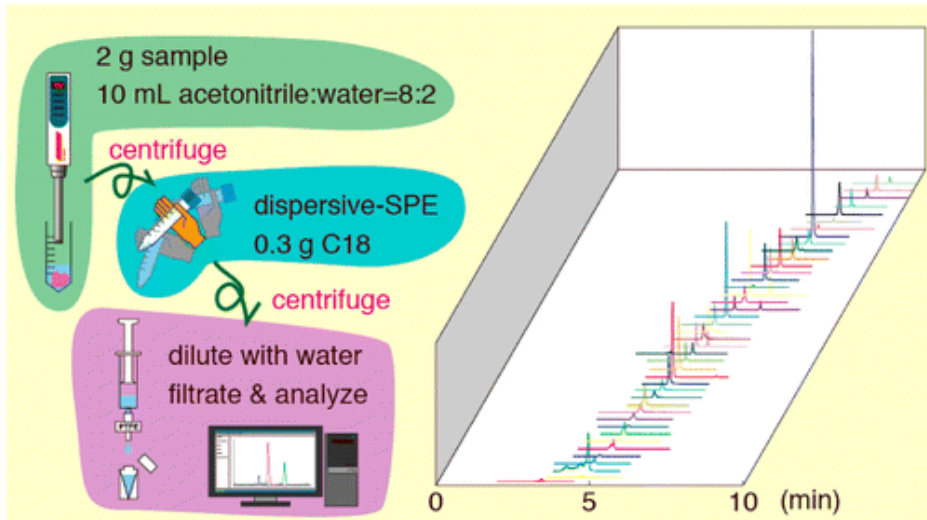 2 g sample
10 mL acetonitrile:water=8:2
centrifuge
dispersive-SPE
0.3 g C18
centrifuge
dilute with water
filtrate & analyze
PTFE
0 5 10 (min)